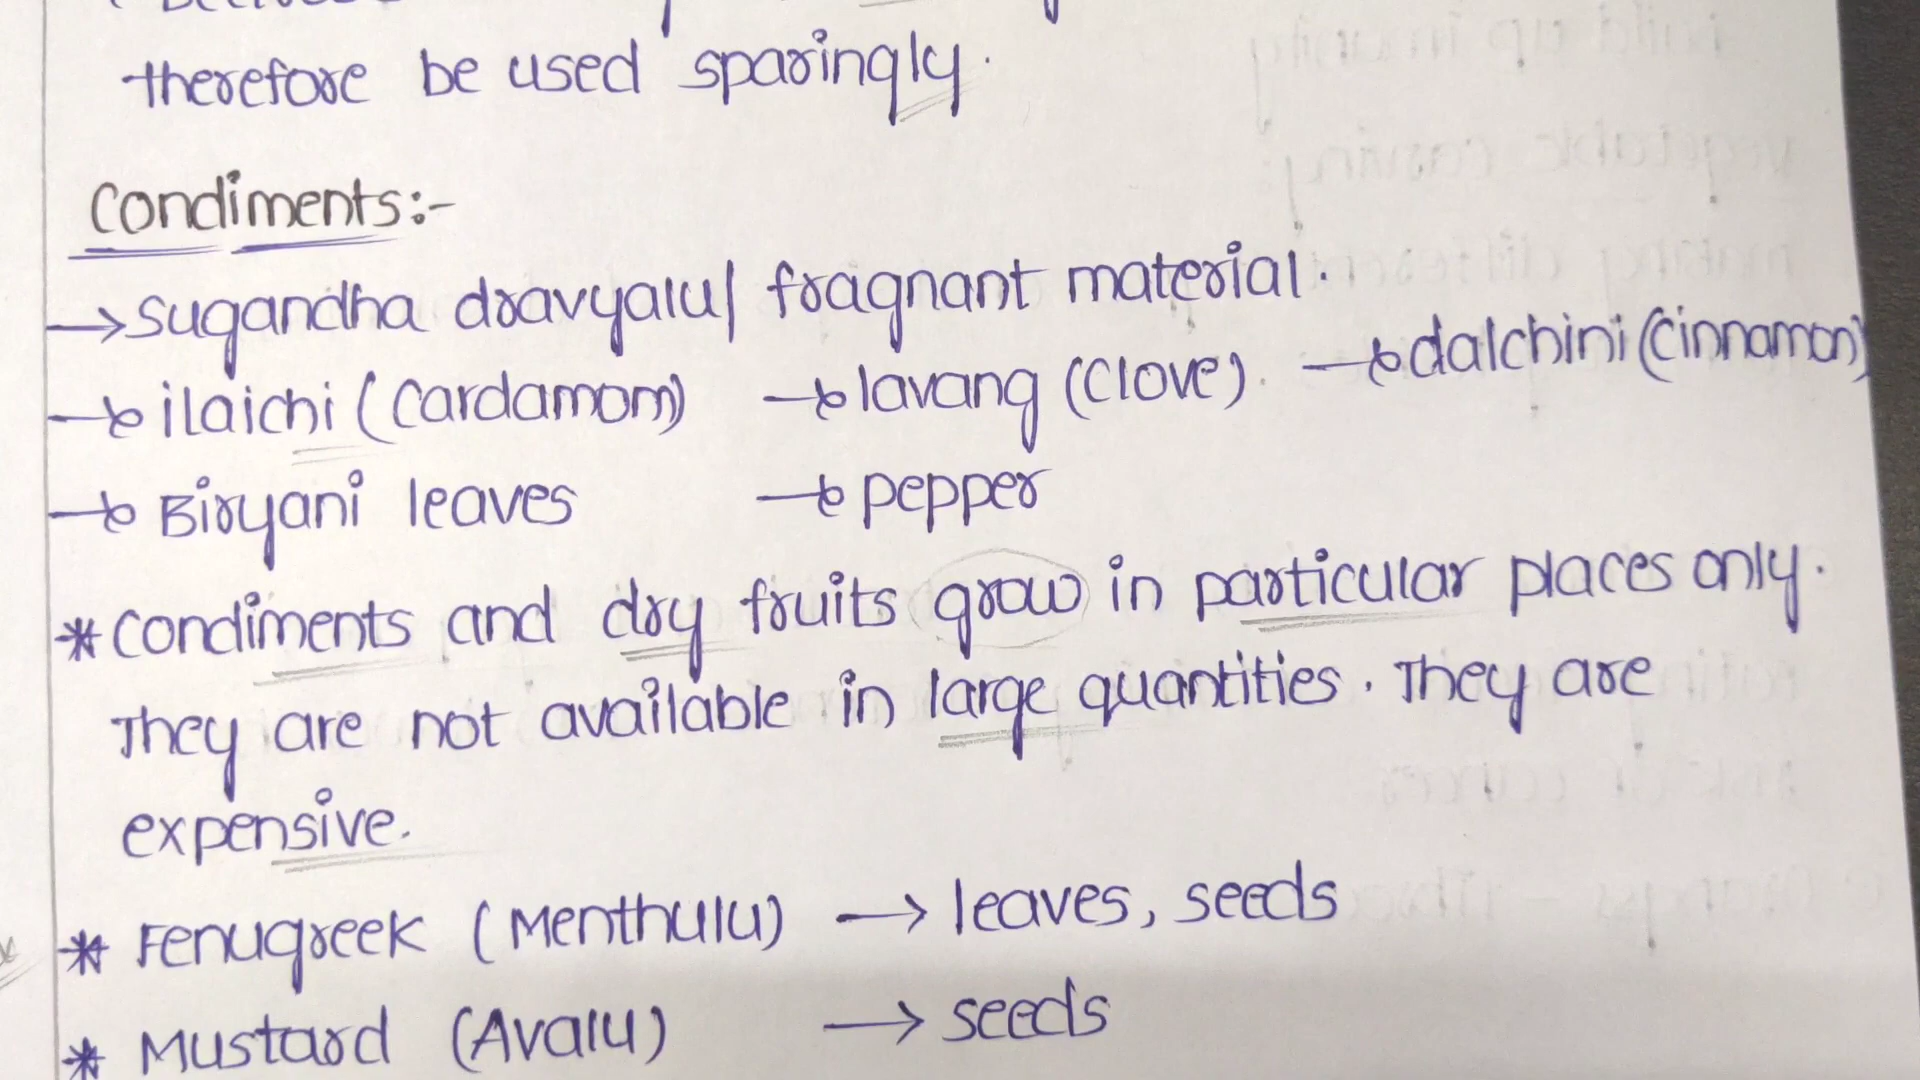 therefore be used sparingly.
Condiments:-
→ sugandha dravyalu/ fragnant material.
→ ilaichi (Cardamom) → lavang (Clove). → dalchini (Cinnamon)
→ Biryani leaves → pepper
* Condiments and dry fruits grow in particular places only.
They are not available in large quantities. They are
expensive.
* Fenugreek (Menthulu) → leaves, seeds
* Mustard (Avalu) → seeds